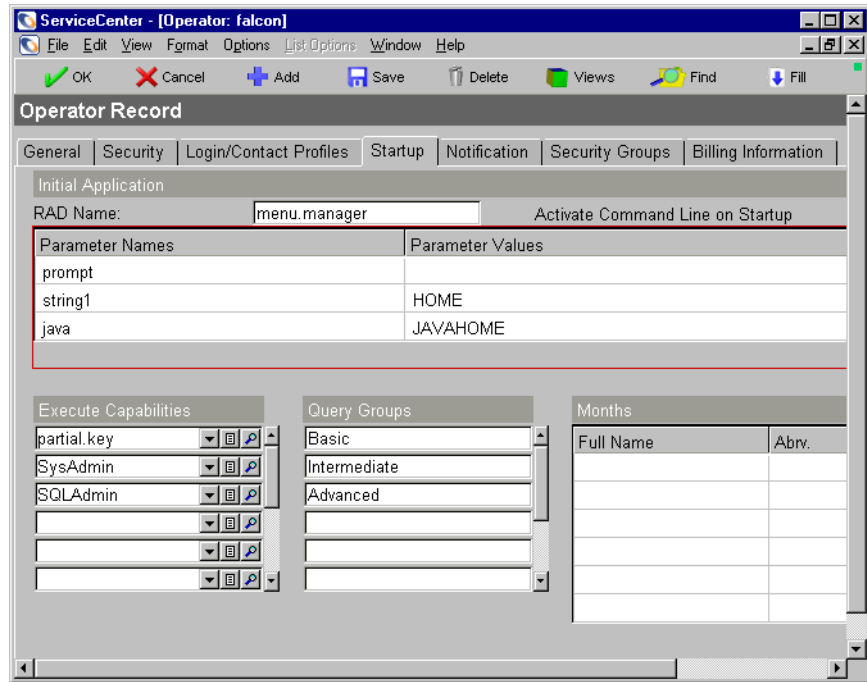 ServiceCenter - [Operator: falcon]
File Edit View Format Options List Options Window Help
OK Cancel Add Save Delete Views Find Fill
Operator Record
General Security Login/Contact Profiles Startup Notification Security Groups Billing Information
Initial Application
RAD Name: menu.manager Activate Command Line on Startup
Parameter Names Parameter Values
prompt
string1 HOME
java JAVAHOME
Execute Capabilities Query Groups Months
partial.key Basic Full Name Abrv.
SysAdmin Intermediate
SQLAdmin Advanced